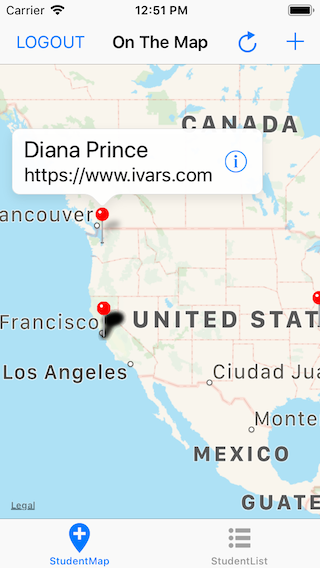 Carrier 12:51 PM
LOGOUT On The Map
CANADA
Diana Prince
https://www.ivars.com
ancouver
Francisco
UNITED STAT
Los Angeles
Ciudad Jua
Monte
MEXICO
GUATE
Legal
StudentMap StudentList